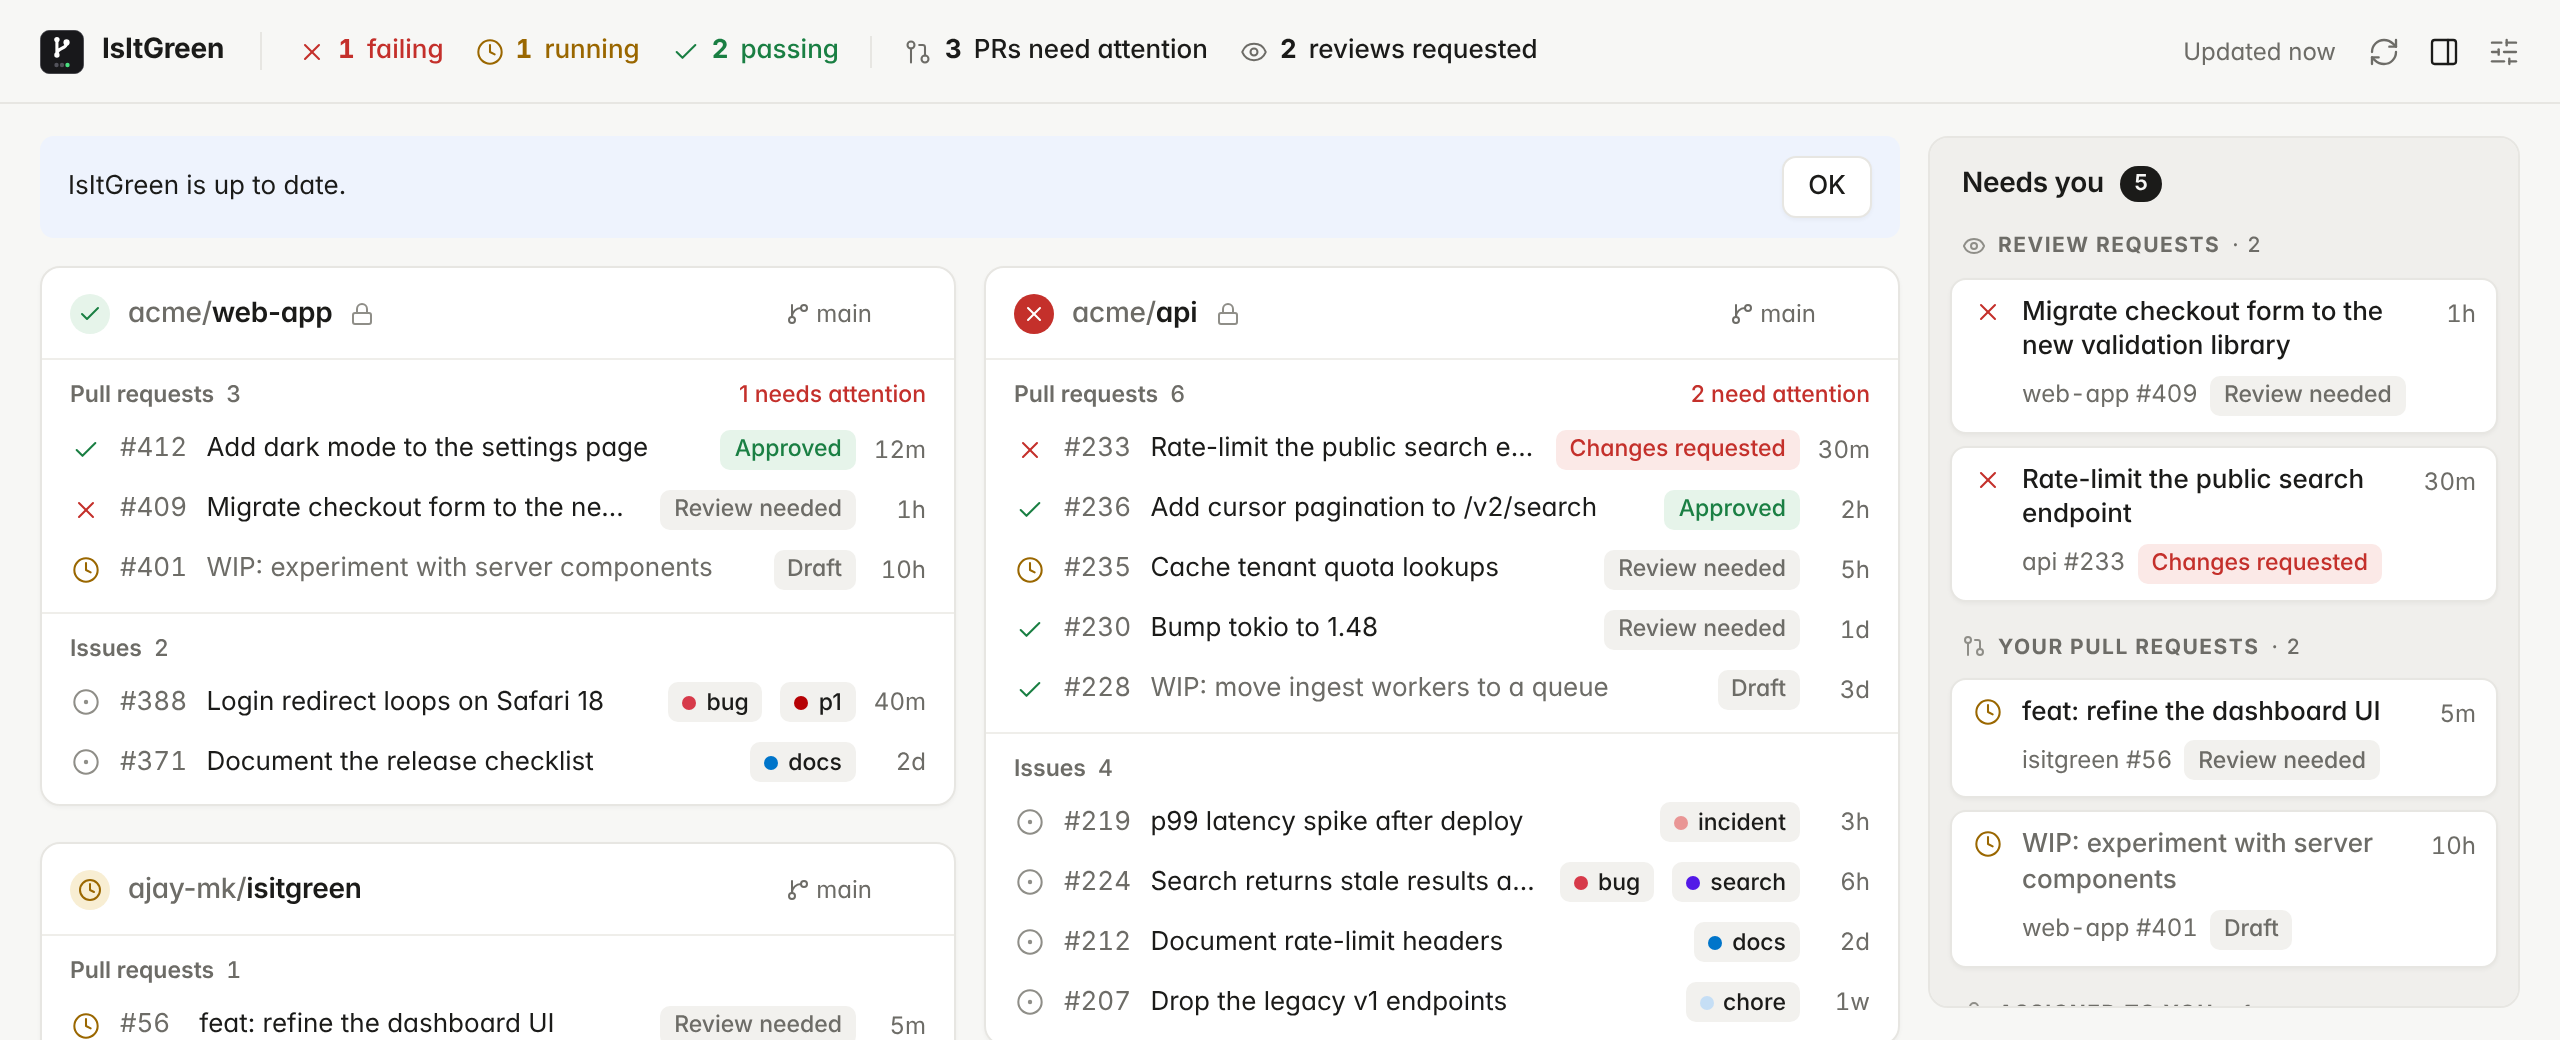 IsItGreen
1 failing
1 running
2 passing
3 PRs need attention
2 reviews requested
Updated now
IsItGreen is up to date.
OK
acme/web-app
main
Pull requests 3
1 needs attention
#412 Add dark mode to the settings page Approved 12m
#409 Migrate checkout form to the ne... Review needed 1h
#401 WIP: experiment with server components Draft 10h
Issues 2
#388 Login redirect loops on Safari 18 bug p1 40m
#371 Document the release checklist docs 2d
ajay-mk/isitgreen
main
Pull requests 1
#56 feat: refine the dashboard UI Review needed 5m
acme/api
main
Pull requests 6
2 need attention
#233 Rate-limit the public search e... Changes requested 30m
#236 Add cursor pagination to /v2/search Approved 2h
#235 Cache tenant quota lookups Review needed 5h
#230 Bump tokio to 1.48 Review needed 1d
#228 WIP: move ingest workers to a queue Draft 3d
Issues 4
#219 p99 latency spike after deploy incident 3h
#224 Search returns stale results a... bug search 6h
#212 Document rate-limit headers docs 2d
#207 Drop the legacy v1 endpoints chore 1w
Needs you 5
REVIEW REQUESTS · 2
Migrate checkout form to the 1h
new validation library
web-app #409 Review needed
Rate-limit the public search 30m
endpoint
api #233 Changes requested
YOUR PULL REQUESTS · 2
feat: refine the dashboard UI 5m
isitgreen #56 Review needed
WIP: experiment with server 10h
components
web-app #401 Draft